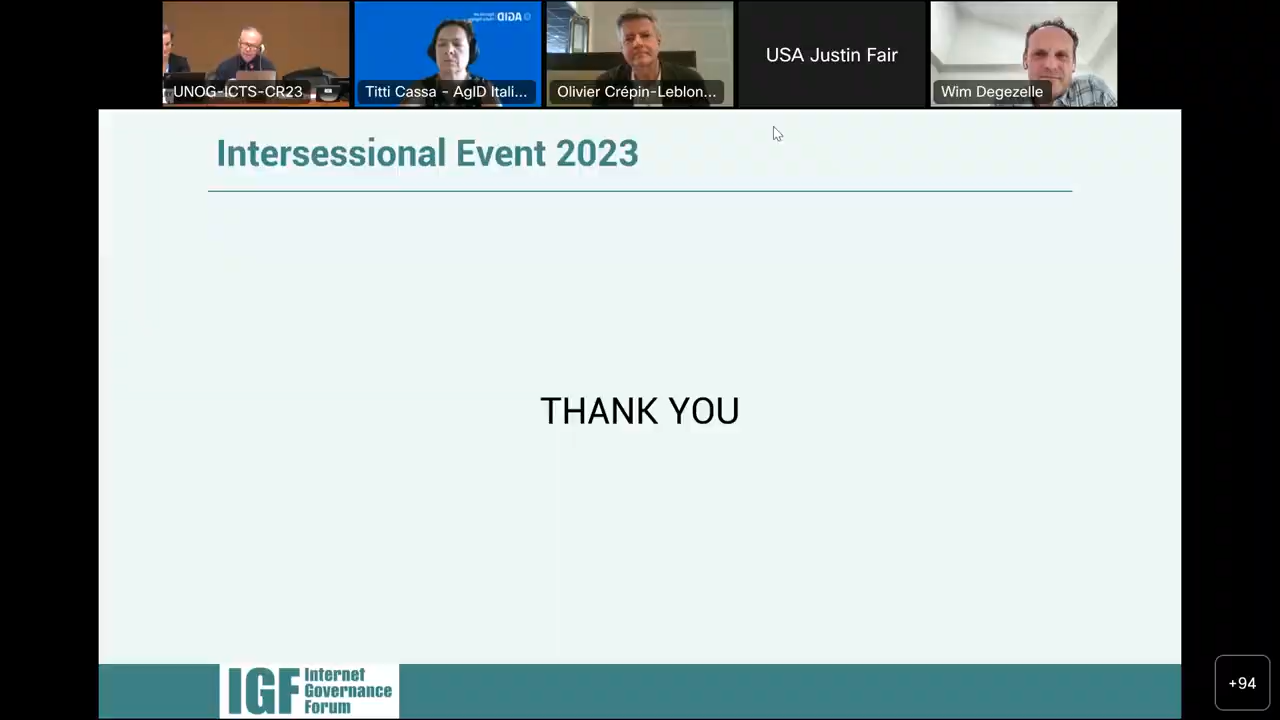 AGID
UNOG-ICTS-CR23
Titti Cassa - AgID Itali...
Olivier Crépin-Leblon...
USA Justin Fair
Wim Degezelle
Intersessional Event 2023
THANK YOU
IGF Internet
Governance
Forum
+94